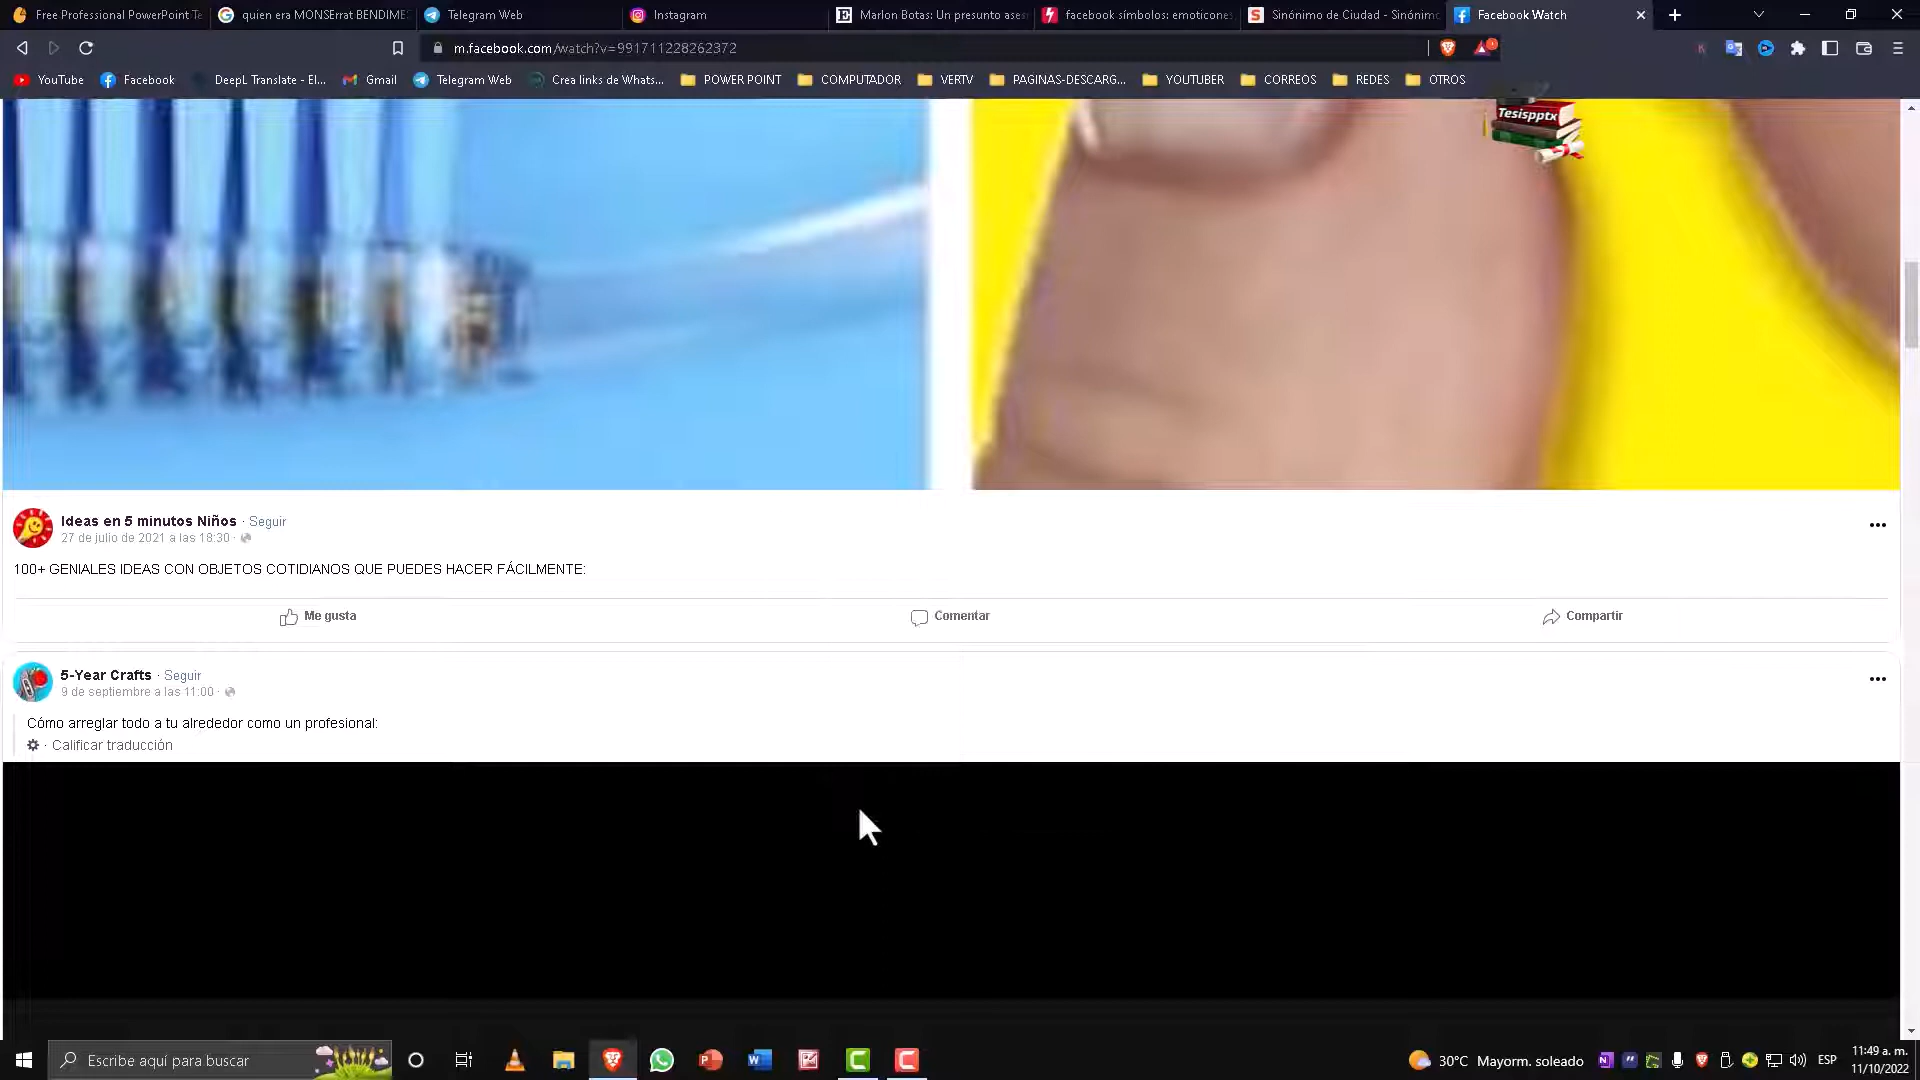 Free Professional PowerPoint Te
quien era MONSErrat BENDIMES
Telegram Web
Instagram
Marlon Botas: Un presunto ases
facebook símbolos: emoticones
Sinónimo de Ciudad - Sinónimo
Facebook Watch
m.facebook.com/watch?v=991711228262372
YouTube
Facebook
DeepL Translate - El...
Gmail
Telegram Web
Crea links de Whats...
POWER POINT
COMPUTADOR
VERTV
PAGINAS-DESCARG...
YOUTUBER
CORREOS
REDES
OTROS
Tesispptx
Ideas en 5 minutos Niños · Seguir
27 de julio de 2021 a las 18:30 ·
100+ GENIALES IDEAS CON OBJETOS COTIDIANOS QUE PUEDES HACER FÁCILMENTE:
Me gusta
Comentar
Compartir
5-Year Crafts · Seguir
9 de septiembre a las 11:00 ·
Cómo arreglar todo a tu alrededor como un profesional:
· Calificar traducción
Escribe aquí para buscar
30°C Mayorm. soleado
ESP
11:49 a. m.
11/10/2022